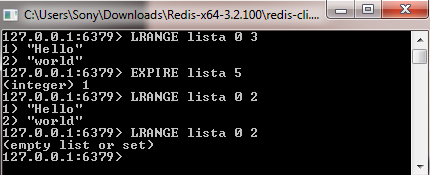 C:\Users\Sony\Downloads\Redis-x64-3.2.100\redis-cli....
127.0.0.1:6379> LRANGE lista 0 3
1) "Hello"
2) "world"
127.0.0.1:6379> EXPIRE lista 5
(integer) 1
127.0.0.1:6379> LRANGE lista 0 2
1) "Hello"
2) "world"
127.0.0.1:6379> LRANGE lista 0 2
(empty list or set)
127.0.0.1:6379>